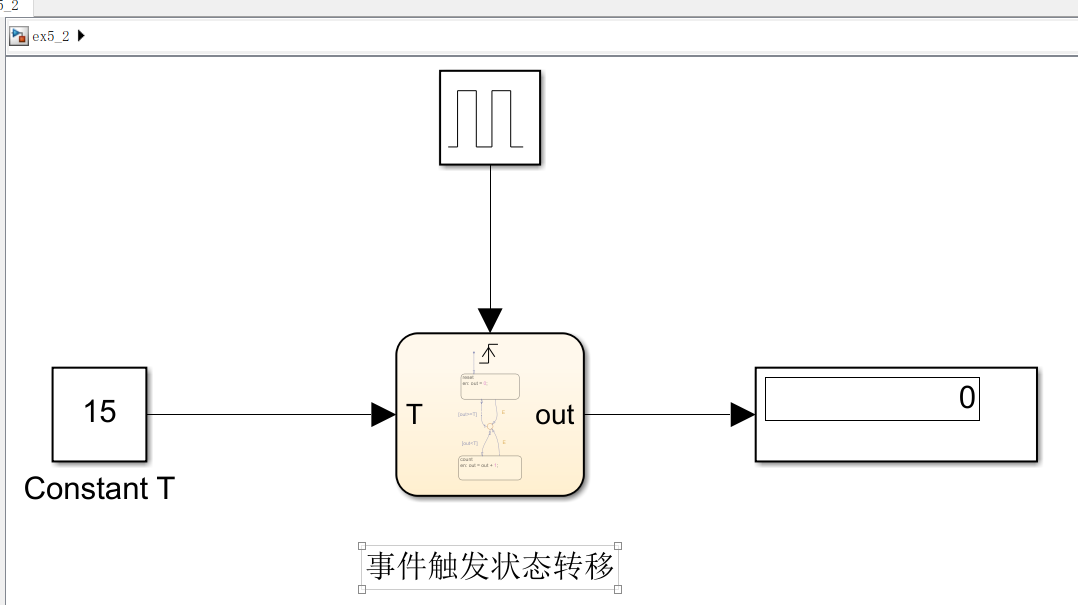 5_2
ex5_2
15
T
out
0
Constant T
reset
en: out = 0;
[out>=T]
E
[out<T]
E
count
en: out = out + 1;
事件触发状态转移